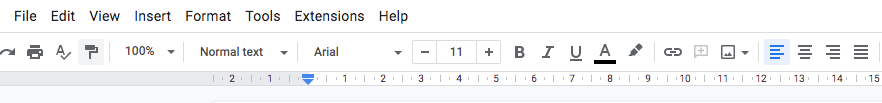 File Edit View Insert Format Tools Extensions Help
100% Normal text Arial − 11 + B I U A
2 1 1 2 3 4 5 6 7 8 9 10 11 12 13 14 15